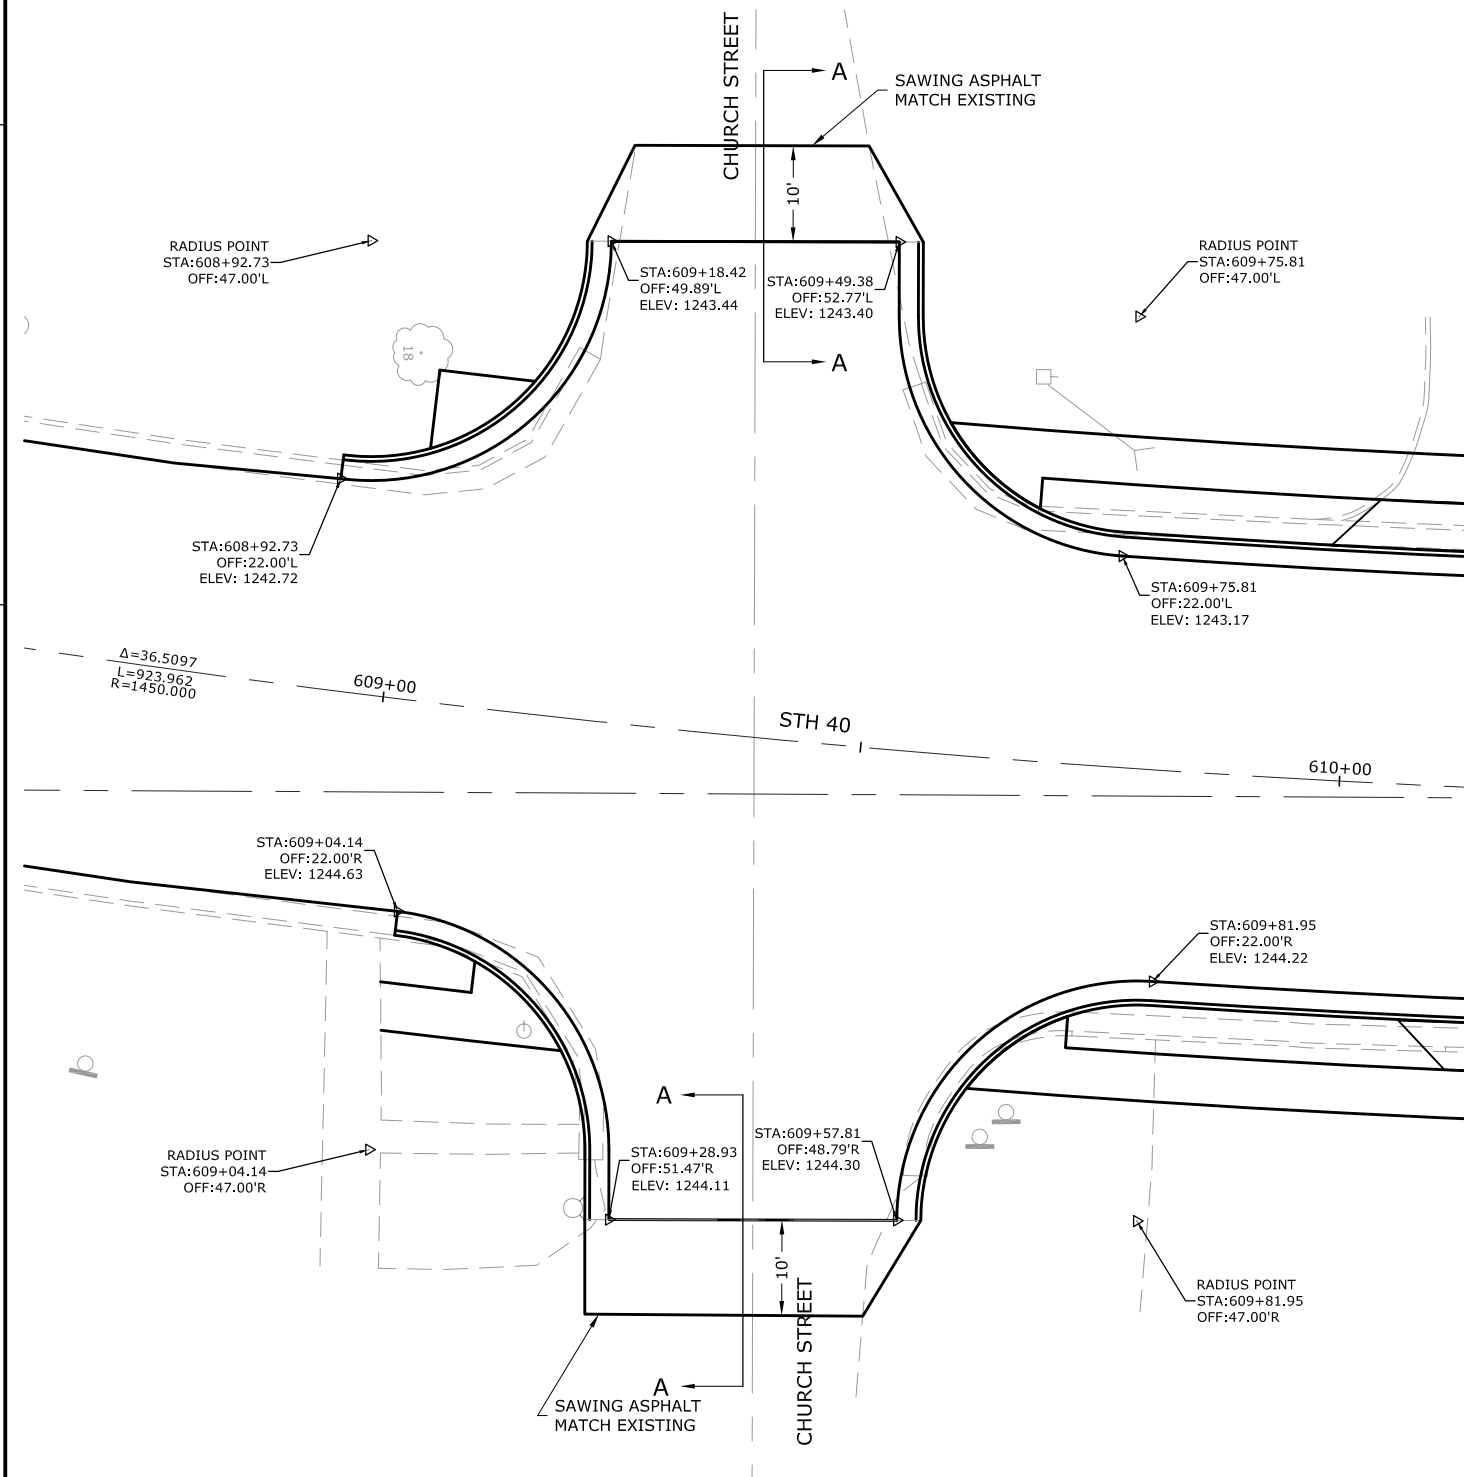 CHURCH STREET
A
SAWING ASPHALT
MATCH EXISTING
10'
RADIUS POINT
STA:608+92.73
OFF:47.00'L
STA:609+18.42
OFF:49.89'L
ELEV: 1243.44
STA:609+49.38
OFF:52.77'L
ELEV: 1243.40
RADIUS POINT
STA:609+75.81
OFF:47.00'L
18
A
STA:608+92.73
OFF:22.00'L
ELEV: 1242.72
STA:609+75.81
OFF:22.00'L
ELEV: 1243.17
Δ=36.5097
L=923.962
R=1450.000
609+00
STH 40
610+00
STA:609+04.14
OFF:22.00'R
ELEV: 1244.63
STA:609+81.95
OFF:22.00'R
ELEV: 1244.22
A
RADIUS POINT
STA:609+04.14
OFF:47.00'R
STA:609+28.93
OFF:51.47'R
ELEV: 1244.11
STA:609+57.81
OFF:48.79'R
ELEV: 1244.30
10'
CHURCH STREET
RADIUS POINT
STA:609+81.95
OFF:47.00'R
A
SAWING ASPHALT
MATCH EXISTING